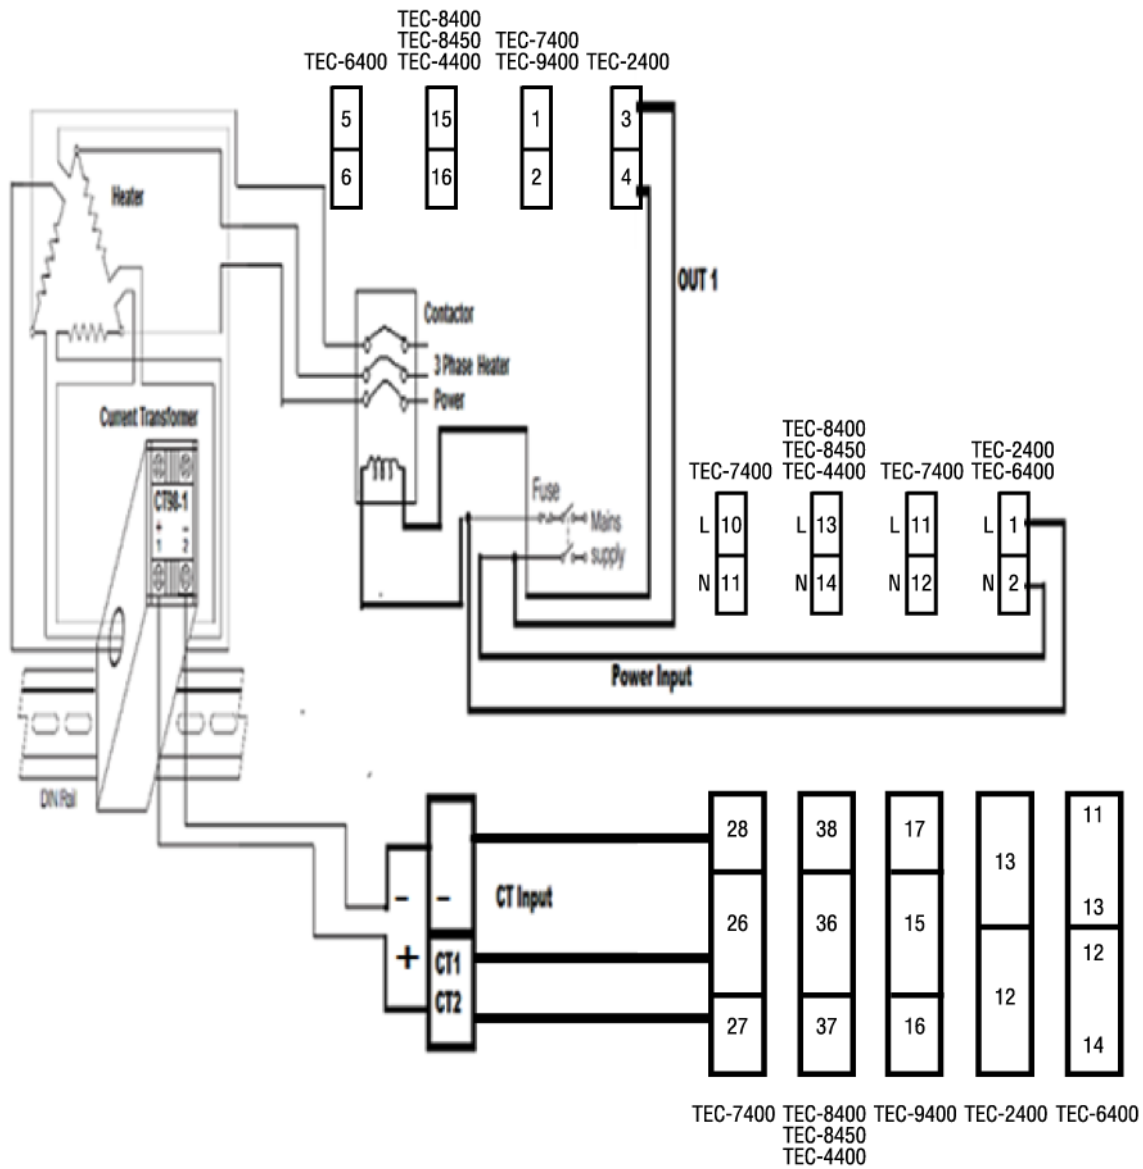 TEC-8400
TEC-8450 TEC-7400
TEC-6400 TEC-4400 TEC-9400 TEC-2400
5 15 1 3
6 16 2 4
Heater
OUT 1
Contactor
3 Phase Heater
Power
Current Transformer
CT98-1
+ –
1 2
Fuse
Mains
supply
TEC-8400
TEC-8450 TEC-2400
TEC-7400 TEC-4400 TEC-7400 TEC-6400
L 10 L 13 L 11 L 1
N 11 N 14 N 12 N 2
Power Input
DIN Rail
– –
+ CT1
CT2
CT Input
28 38 17 13 11
13
26 36 15 12 12
27 37 16 14
TEC-7400 TEC-8400 TEC-9400 TEC-2400 TEC-6400
TEC-8450
TEC-4400